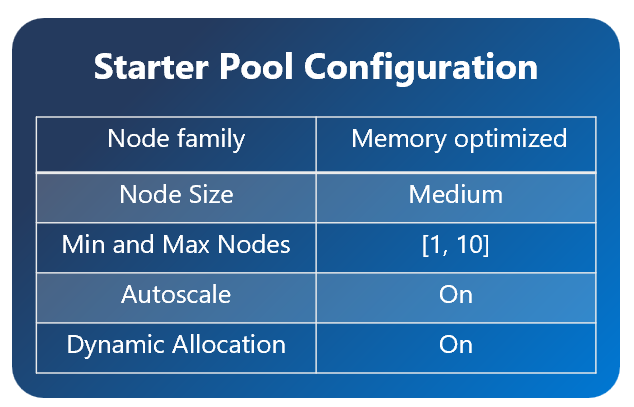 Starter Pool Configuration
Node family Memory optimized
Node Size Medium
Min and Max Nodes [1, 10]
Autoscale On
Dynamic Allocation On